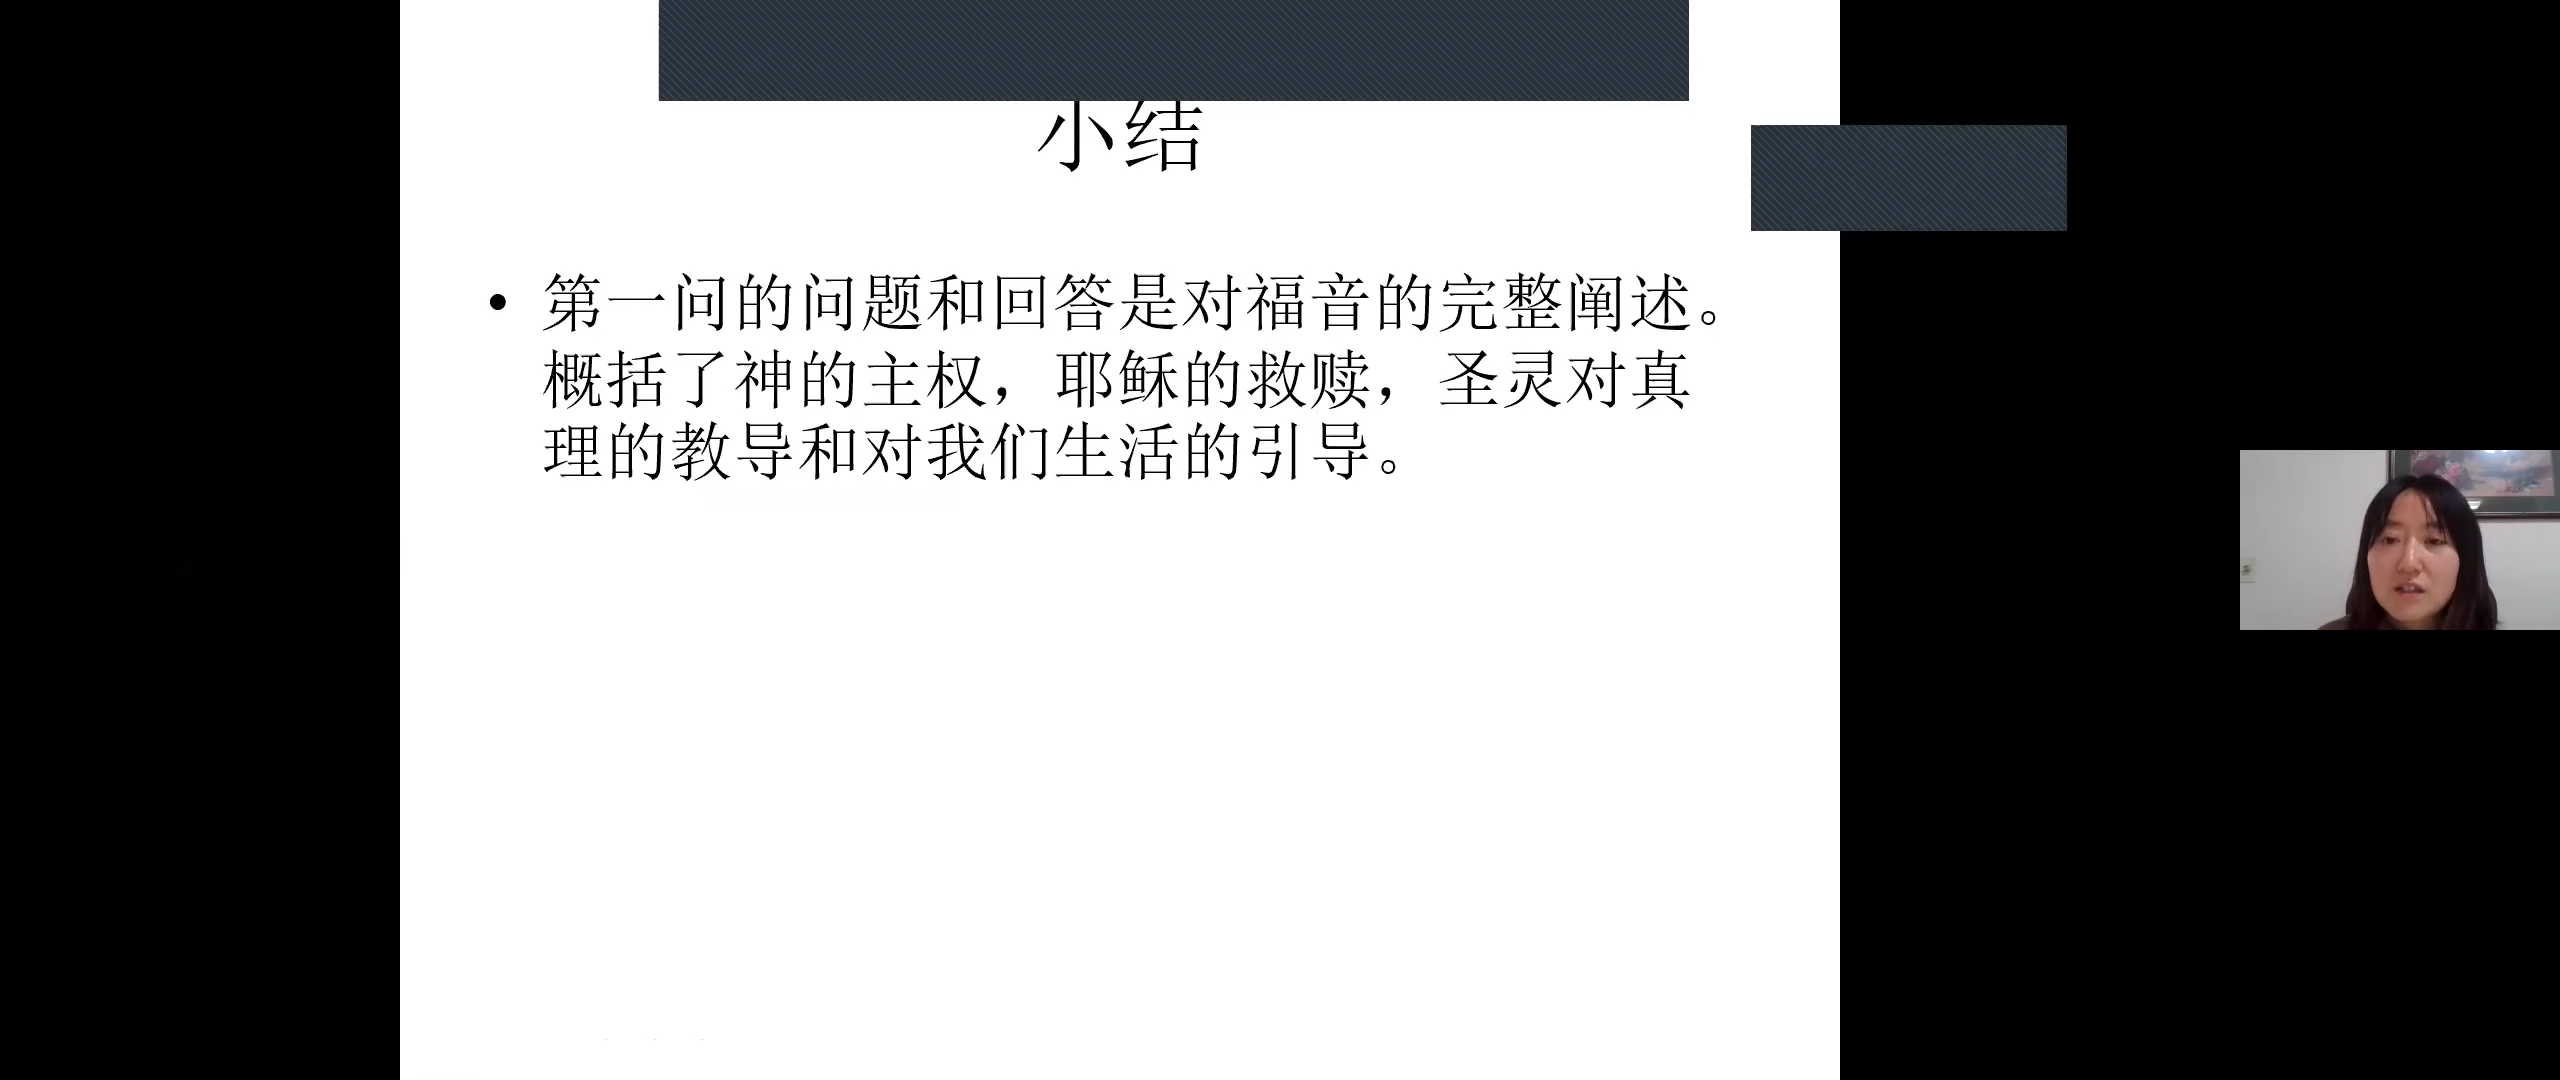 小结
• 第一问的问题和回答是对福音的完整阐述。
概括了神的主权，耶稣的救赎，圣灵对真
理的教导和对我们生活的引导。